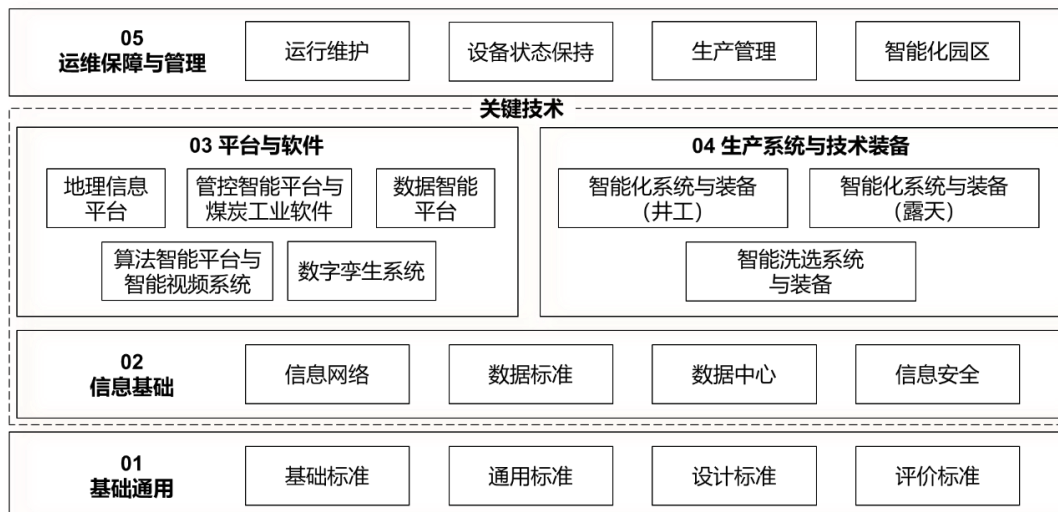 05
运维保障与管理
运行维护
设备状态保持
生产管理
智能化园区
关键技术
03 平台与软件
地理信息
平台
管控智能平台与
煤炭工业软件
数据智能
平台
算法智能平台与
智能视频系统
数字孪生系统
04 生产系统与技术装备
智能化系统与装备
(井工)
智能化系统与装备
(露天)
智能洗选系统
与装备
02
信息基础
信息网络
数据标准
数据中心
信息安全
01
基础通用
基础标准
通用标准
设计标准
评价标准